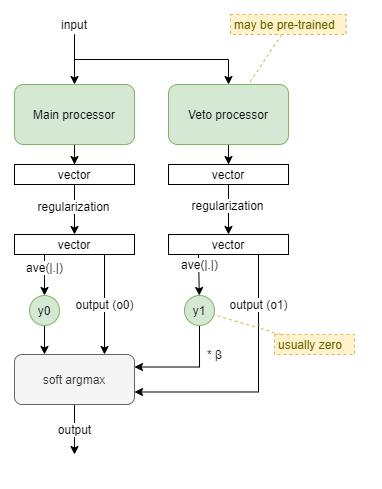 input
may be pre-trained
Main processor
Veto processor
vector
vector
regularization
regularization
vector
vector
ave(|.|)
ave(|.|)
y0
output (o0)
y1
output (o1)
usually zero
* β
soft argmax
output